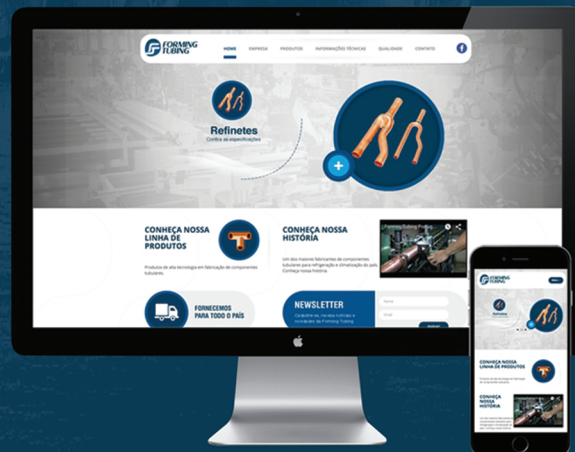 FORMING
TUBING
HOME EMPRESA PRODUTOS INFORMAÇÕES TÉCNICAS QUALIDADE CONTATO
Refinetes
Confira as especificações
CONHEÇA NOSSA
LINHA DE
PRODUTOS
Produtos de alta tecnologia em fabricação de componentes
tubulares.
CONHEÇA NOSSA
HISTÓRIA
Um dos maiores fabricantes de componentes
tubulares para refrigeração e climatização do país.
Conheça nossa história.
Forming Tubing
FORNECEMOS
PARA TODO O PAÍS
NEWSLETTER
Cadastre-se, receba notícias e
novidades da Forming Tubing
Nome
Email
FORMING
TUBING
Refinetes
CONHEÇA NOSSA
LINHA DE PRODUTOS
CONHEÇA
NOSSA
HISTÓRIA